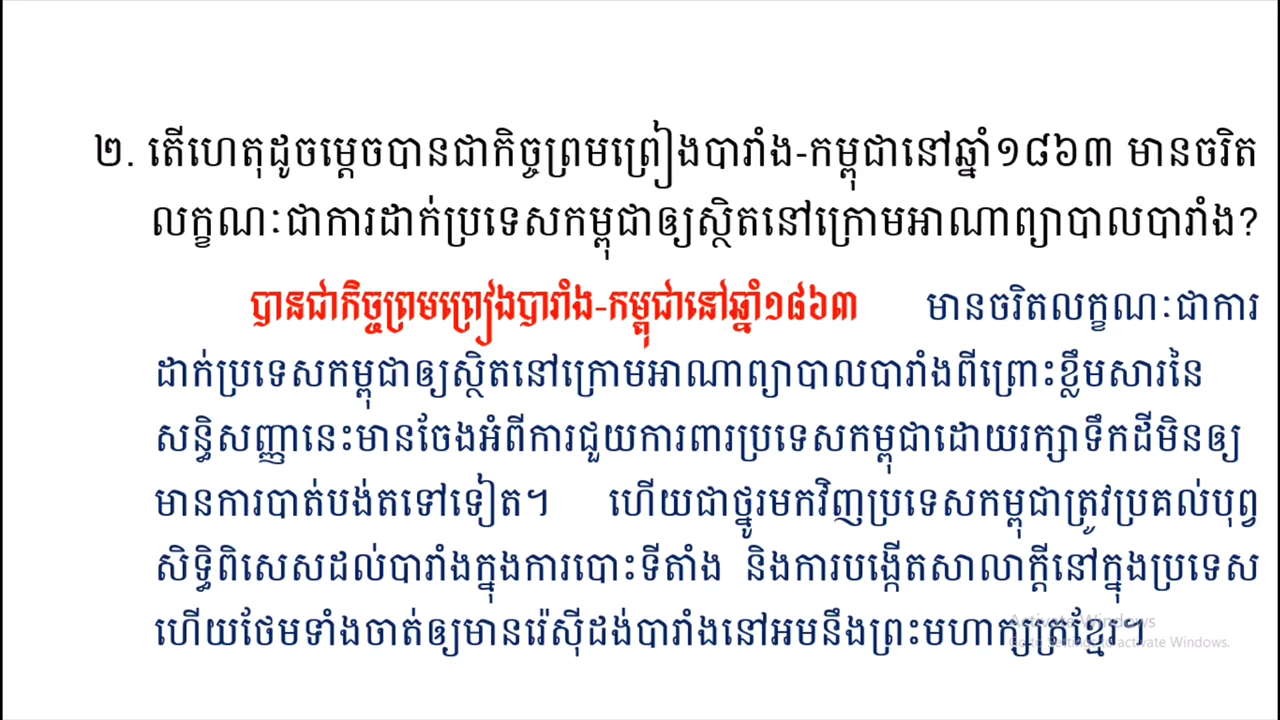 ២. តើហេតុដូចម្ដេចបានជាកិច្ចព្រមព្រៀងបារាំង-កម្ពុជានៅឆ្នាំ១៨៦៣ មានចរិត
លក្ខណៈជាការដាក់ប្រទេសកម្ពុជាឲ្យស្ថិតនៅក្រោមអាណាព្យាបាលបារាំង?
បានជាកិច្ចព្រមព្រៀងបារាំង-កម្ពុជានៅឆ្នាំ១៨៦៣ មានចរិតលក្ខណៈជាការ
ដាក់ប្រទេសកម្ពុជាឲ្យស្ថិតនៅក្រោមអាណាព្យាបាលបារាំងពីព្រោះខ្លឹមសារនៃ
សន្ធិសញ្ញានេះមានចែងអំពីការជួយការពារប្រទេសកម្ពុជាដោយរក្សាទឹកដីមិនឲ្យ
មានការបាត់បង់តទៅទៀត។ ហើយជាថ្នូរមកវិញប្រទេសកម្ពុជាត្រូវប្រគល់បុព្វ
សិទ្ធិពិសេសដល់បារាំងក្នុងការបោះទីតាំង និងការបង្កើតសាលាក្ដីនៅក្នុងប្រទេស
ហើយថែមទាំងចាត់ឲ្យមានរ៉េស៊ីដង់បារាំងនៅអមនឹងព្រះមហាក្សត្រខ្មែរ។
Activate Windows
Go to Settings to activate Windows.